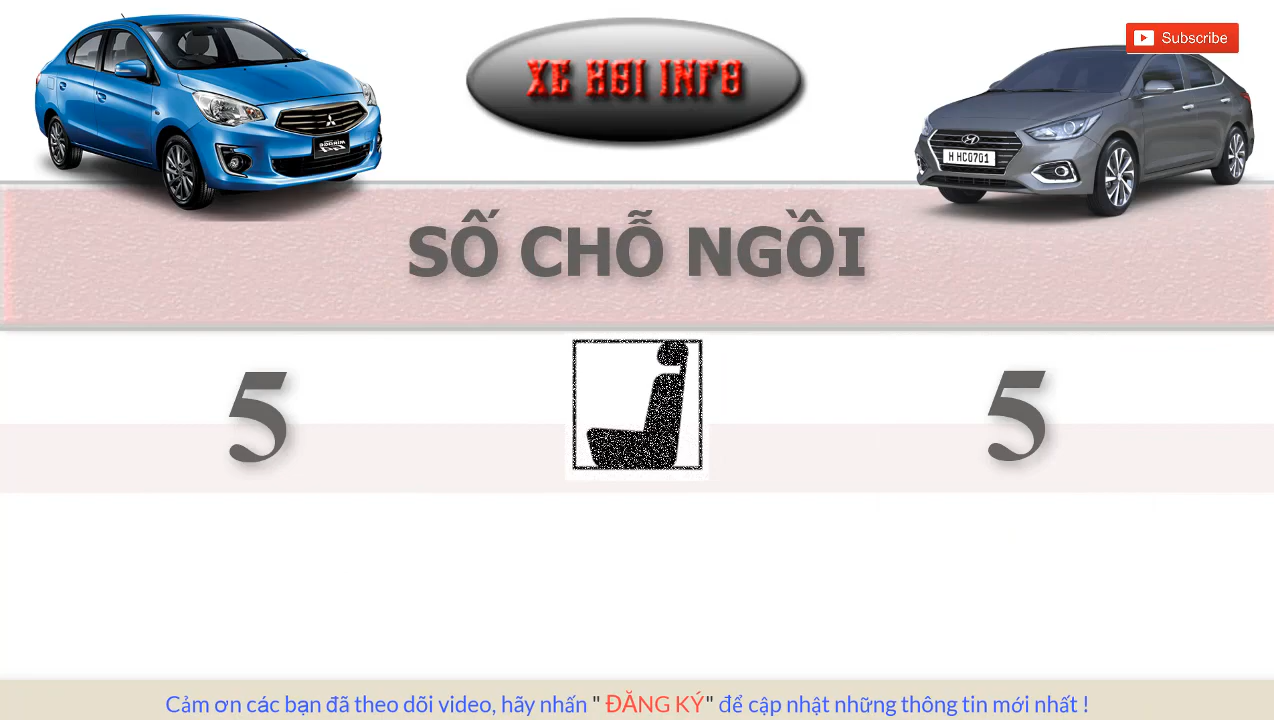 XE HƠI INFO
Subscribe
H HC0701
SỐ CHỖ NGỒI
5
5
Cảm ơn các bạn đã theo dõi video, hãy nhấn " ĐĂNG KÝ" để cập nhật những thông tin mới nhất !